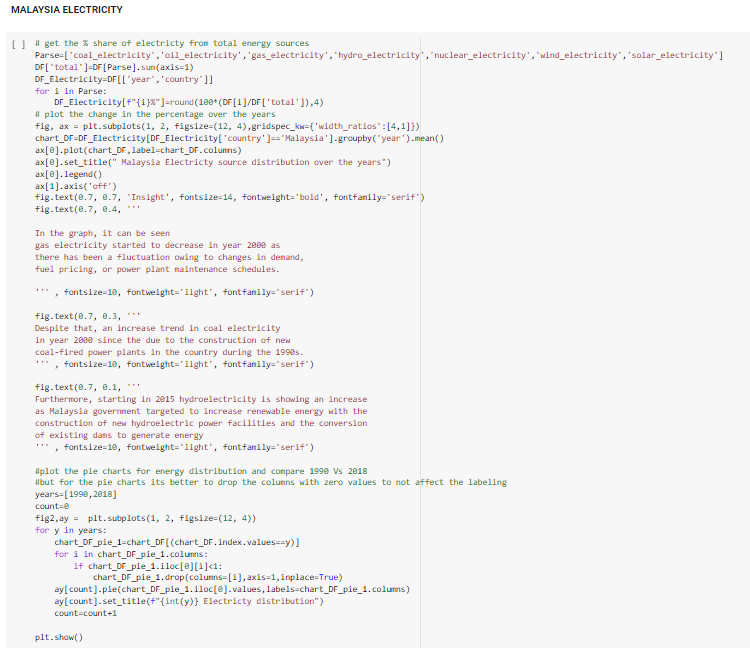 MALAYSIA ELECTRICITY
[ ] # get the % share of electricty from total energy sources
Parse=['coal_electricity','oil_electricity','gas_electricity','hydro_electricity','nuclear_electricity','wind_electricity','solar_electricity']
DF['total']=DF[Parse].sum(axis=1)
DF_Electricity=DF[['year','country']]
for i in Parse:
    DF_Electricity[f"{i}%"]=round(100*(DF[i]/DF['total']),4)
# plot the change in the percentage over the years
fig, ax = plt.subplots(1, 2, figsize=(12, 4),gridspec_kw={'width_ratios':[4,1]})
chart_DF=DF_Electricity[DF_Electricity['country']=='Malaysia'].groupby('year').mean()
ax[0].plot(chart_DF,label=chart_DF.columns)
ax[0].set_title(" Malaysia Electricty source distribution over the years")
ax[0].legend()
ax[1].axis('off')
fig.text(0.7, 0.7, 'Insight', fontsize=14, fontweight='bold', fontfamily='serif')
fig.text(0.7, 0.4, '''
In the graph, it can be seen
gas electricity started to decrease in year 2000 as
there has been a fluctuation owing to changes in demand,
fuel pricing, or power plant maintenance schedules.
''' , fontsize=10, fontweight='light', fontfamily='serif')
fig.text(0.7, 0.3, '''
Despite that, an increase trend in coal electricity
in year 2000 since the due to the construction of new
coal-fired power plants in the country during the 1990s.
''' , fontsize=10, fontweight='light', fontfamily='serif')
fig.text(0.7, 0.1, '''
Furthermore, starting in 2015 hydroelectricity is showing an increase
as Malaysia government targeted to increase renewable energy with the
construction of new hydroelectric power facilities and the conversion
of existing dams to generate energy
''' , fontsize=10, fontweight='light', fontfamily='serif')
#plot the pie charts for energy distribution and compare 1990 Vs 2018
#but for the pie charts its better to drop the columns with zero values to not affect the labeling
years=[1990,2018]
count=0
fig2,ay =  plt.subplots(1, 2, figsize=(12, 4))
for y in years:
    chart_DF_pie_1=chart_DF[(chart_DF.index.values==y)]
    for i in chart_DF_pie_1.columns:
        if chart_DF_pie_1.iloc[0][i]<1:
            chart_DF_pie_1.drop(columns=[i],axis=1,inplace=True)
    ay[count].pie(chart_DF_pie_1.iloc[0].values,labels=chart_DF_pie_1.columns)
    ay[count].set_title(f"{int(y)} Electricty distribution")
    count=count+1
plt.show()